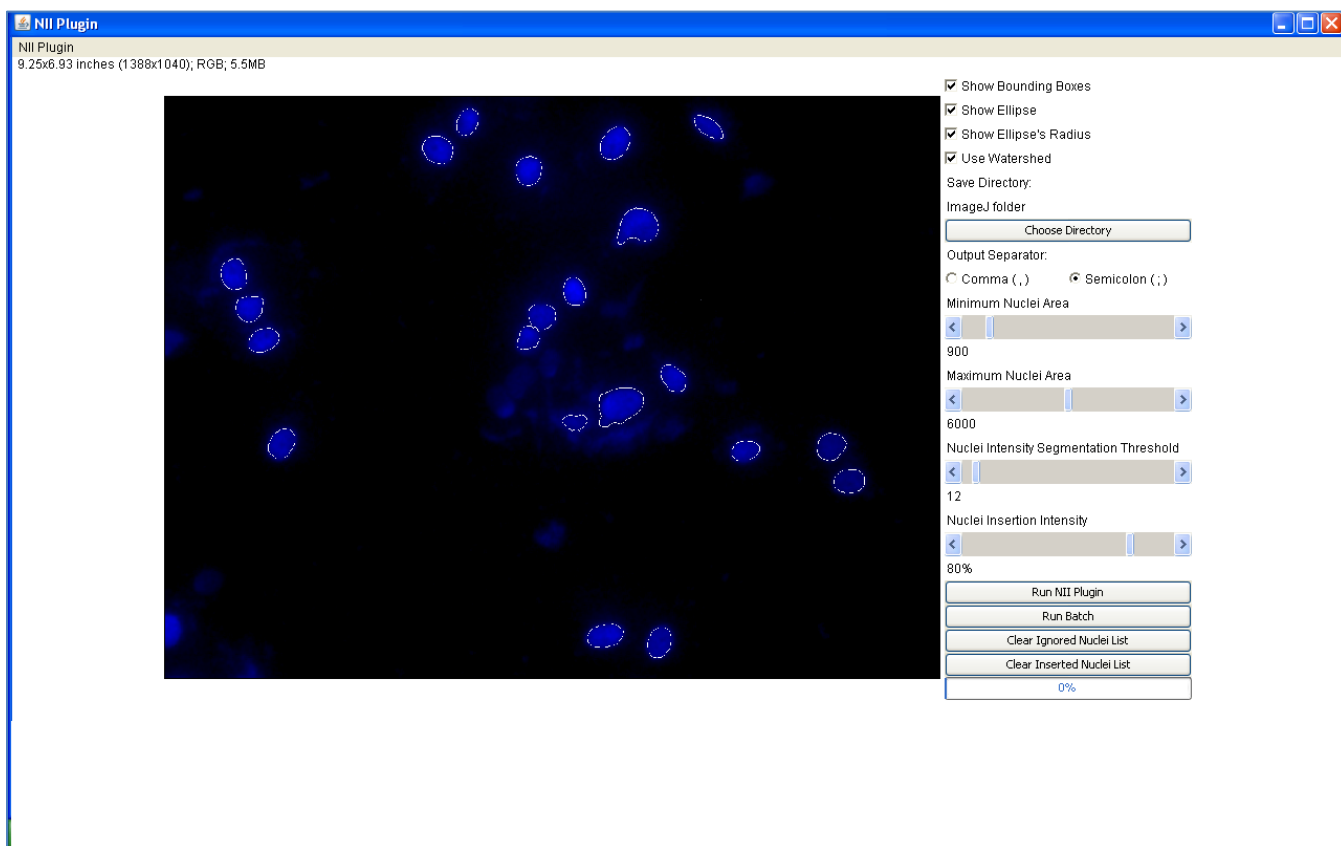 NII Plugin
NII Plugin
9.25x6.93 inches (1388x1040); RGB; 5.5MB
Show Bounding Boxes
Show Ellipse
Show Ellipse's Radius
Use Watershed
Save Directory:
ImageJ folder
Choose Directory
Output Separator:
Comma (,) Semicolon (;)
Minimum Nuclei Area
900
Maximum Nuclei Area
6000
Nuclei Intensity Segmentation Threshold
12
Nuclei Insertion Intensity
80%
Run NII Plugin
Run Batch
Clear Ignored Nuclei List
Clear Inserted Nuclei List
0%